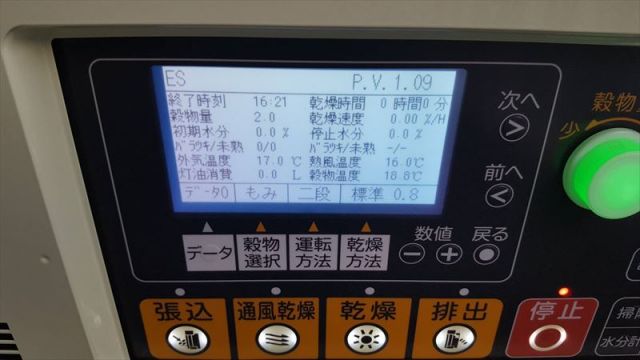 ES P.V.1.09
終了時刻 16:21 乾燥時間 0 時間0 分
穀物量 2.0 乾燥速度 0.00 %/H
初期水分 0.0 % 停止水分 0.0 %
バラツキ/未熟 0/0 バラツキ/未熟 -/-
外気温度 17.0 ℃ 熱風温度 16.0℃
灯油消費 0.0 L 穀物温度 18.8℃
データ0 もみ 二段 標準 0.8
次へ
前へ
データ 穀物選択 運転方法 乾燥方法
数値 戻る
張込 通風乾燥 乾燥 排出 停止
穀物
少
水分計